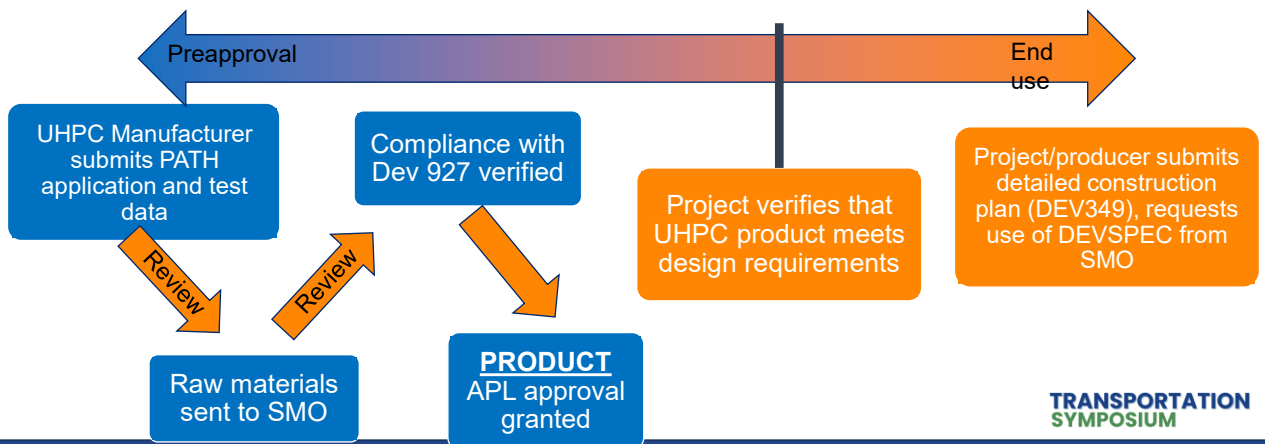 Preapproval
End
use
UHPC Manufacturer
submits PATH
application and test
data
Review
Raw materials
sent to SMO
Review
Compliance with
Dev 927 verified
PRODUCT
APL approval
granted
Project verifies that
UHPC product meets
design requirements
Project/producer submits
detailed construction
plan (DEV349), requests
use of DEVSPEC from
SMO
TRANSPORTATION
SYMPOSIUM